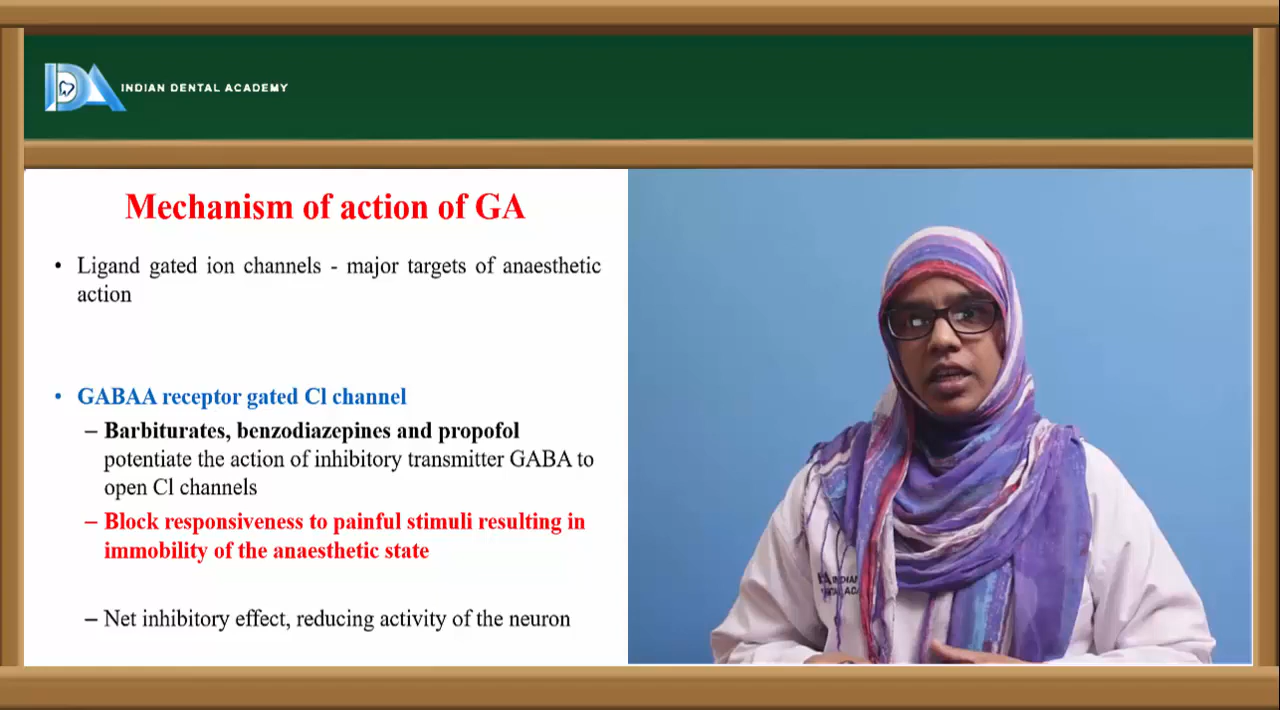 INDIAN DENTAL ACADEMY
Mechanism of action of GA
• Ligand gated ion channels - major targets of anaesthetic
action
• GABAA receptor gated Cl channel
– Barbiturates, benzodiazepines and propofol
potentiate the action of inhibitory transmitter GABA to
open Cl channels
– Block responsiveness to painful stimuli resulting in
immobility of the anaesthetic state
– Net inhibitory effect, reducing activity of the neuron